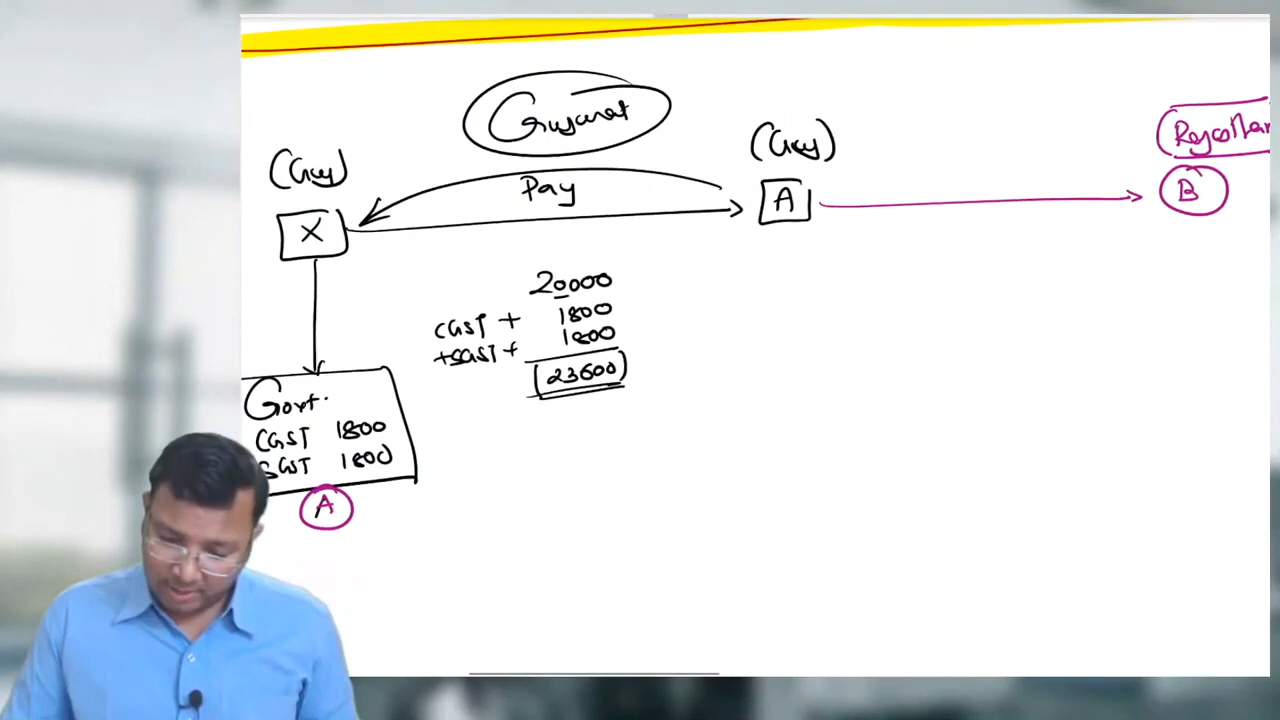 Gujarat
(Guj)
(Guj)
Pay
X
A
B
20000
CGST + 1800
+SGST + 1800
(23600)
Govt.
CGST 1800
SGST 1800
A